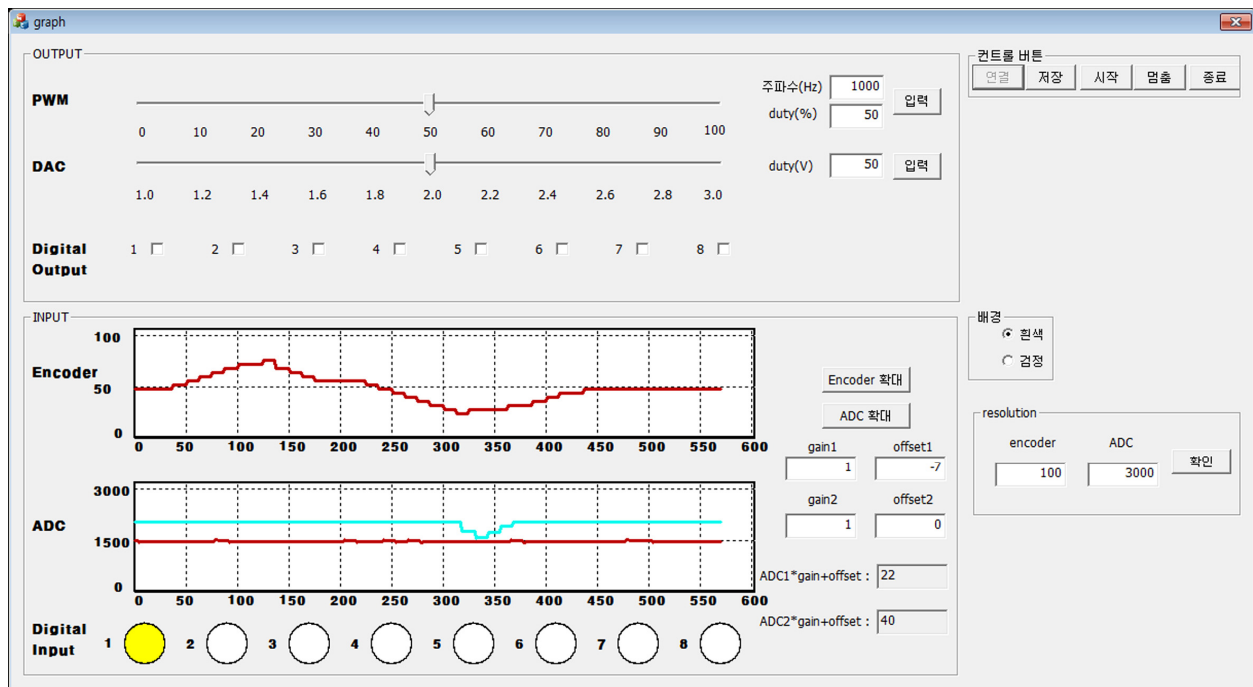 graph
OUTPUT
PWM
0 10 20 30 40 50 60 70 80 90 100
주파수(Hz) 1000
duty(%) 50
입력
DAC
1.0 1.2 1.4 1.6 1.8 2.0 2.2 2.4 2.6 2.8 3.0
duty(V) 50 입력
Digital
Output
1 2 3 4 5 6 7 8
컨트롤 버튼
연결 저장 시작 멈춤 종료
INPUT
Encoder
100
50
0
0 50 100 150 200 250 300 350 400 450 500 550 600
Encoder 확대
ADC 확대
gain1 offset1
1 -7
gain2 offset2
1 0
ADC
3000
1500
0
0 50 100 150 200 250 300 350 400 450 500 550 600
ADC1*gain+offset : 22
ADC2*gain+offset : 40
Digital
Input
1 2 3 4 5 6 7 8
배경
흰색
검정
resolution
encoder ADC
100 3000 확인